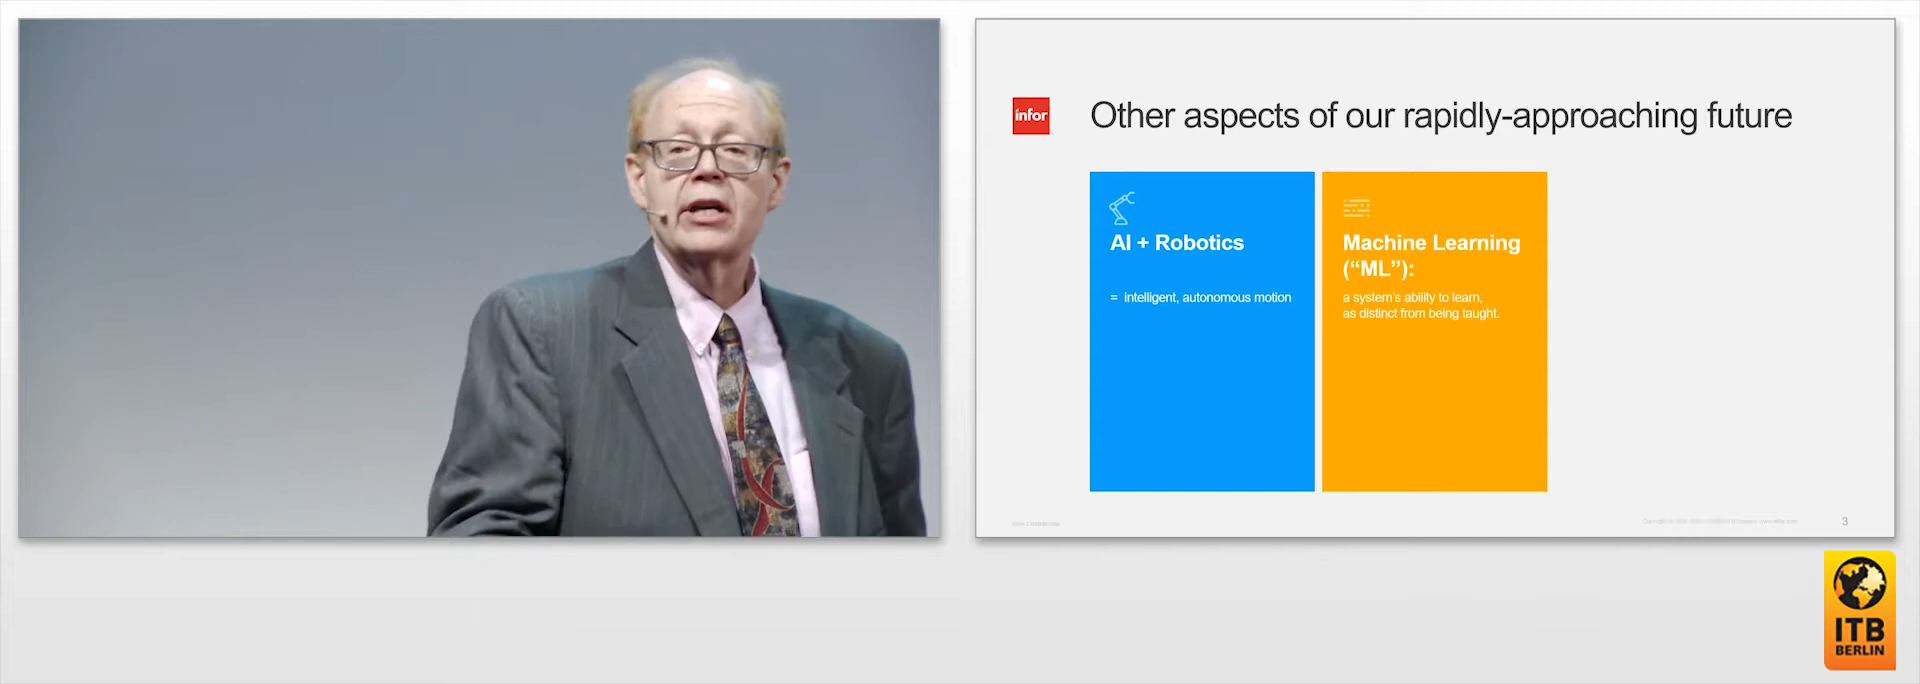 infor
Other aspects of our rapidly-approaching future
AI + Robotics
= intelligent, autonomous motion
Machine Learning
(“ML”):
a system's ability to learn,
as distinct from being taught.
3
ITB
BERLIN